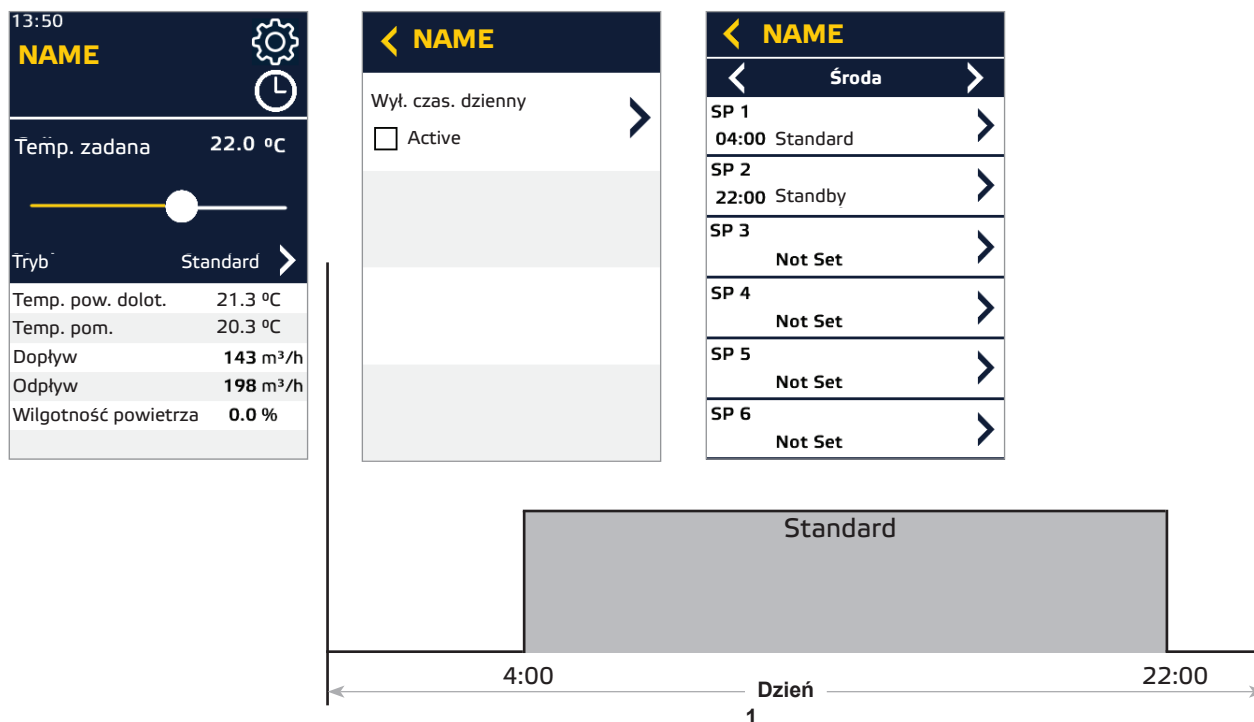 13:50
NAME
Temp. zadana 22.0 ºC
Tryb Standard
Temp. pow. dolot. 21.3 ºC
Temp. pom. 20.3 ºC
Dopływ 143 m³/h
Odpływ 198 m³/h
Wilgotność powietrza 0.0 %
NAME
Wył. czas. dzienny
Active
NAME
Środa
SP 1
04:00 Standard
SP 2
22:00 Standby
SP 3
Not Set
SP 4
Not Set
SP 5
Not Set
SP 6
Not Set
Standard
4:00 22:00
Dzień
1